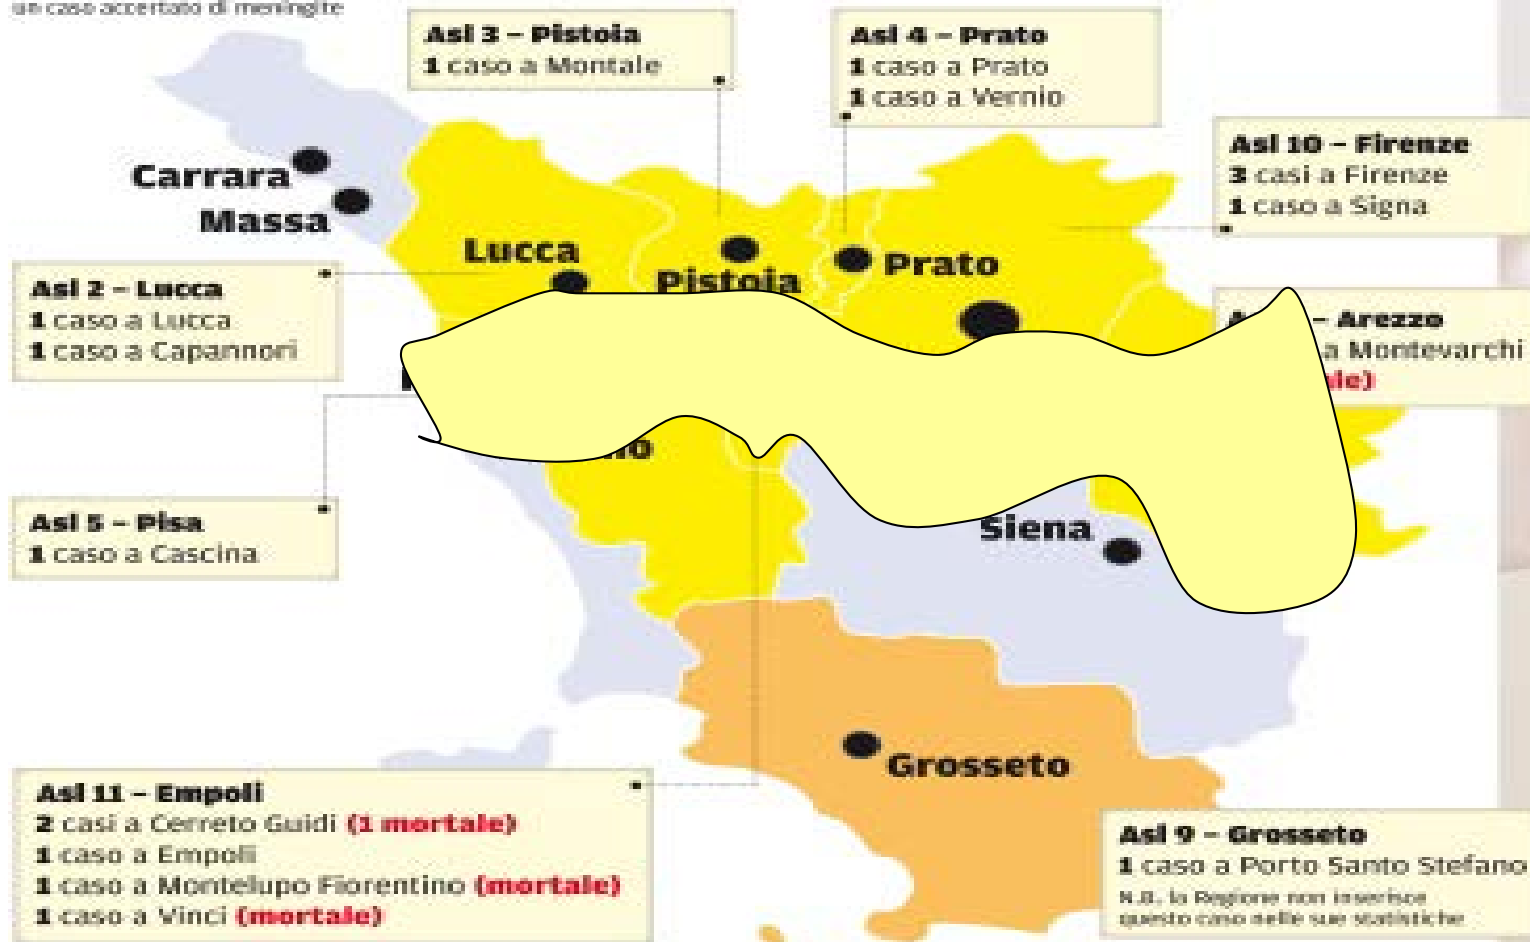 un caso accertato di meningite
Asl 3 – Pistoia
1 caso a Montale
Asl 4 – Prato
1 caso a Prato
1 caso a Vernio
Asl 10 – Firenze
3 casi a Firenze
1 caso a Signa
Carrara
Massa
Lucca
Pistoia
Prato
Asl 2 – Lucca
1 caso a Lucca
1 caso a Capannori
– Arezzo
a Montevarchi
Asl 5 – Pisa
1 caso a Cascina
Siena
Grosseto
Asl 11 – Empoli
2 casi a Cerreto Guidi (1 mortale)
1 caso a Empoli
1 caso a Montelupo Fiorentino (mortale)
1 caso a Vinci (mortale)
Asl 9 – Grosseto
1 caso a Porto Santo Stefano
N.B. la Regione non inserisce
questo caso nelle sue statistiche